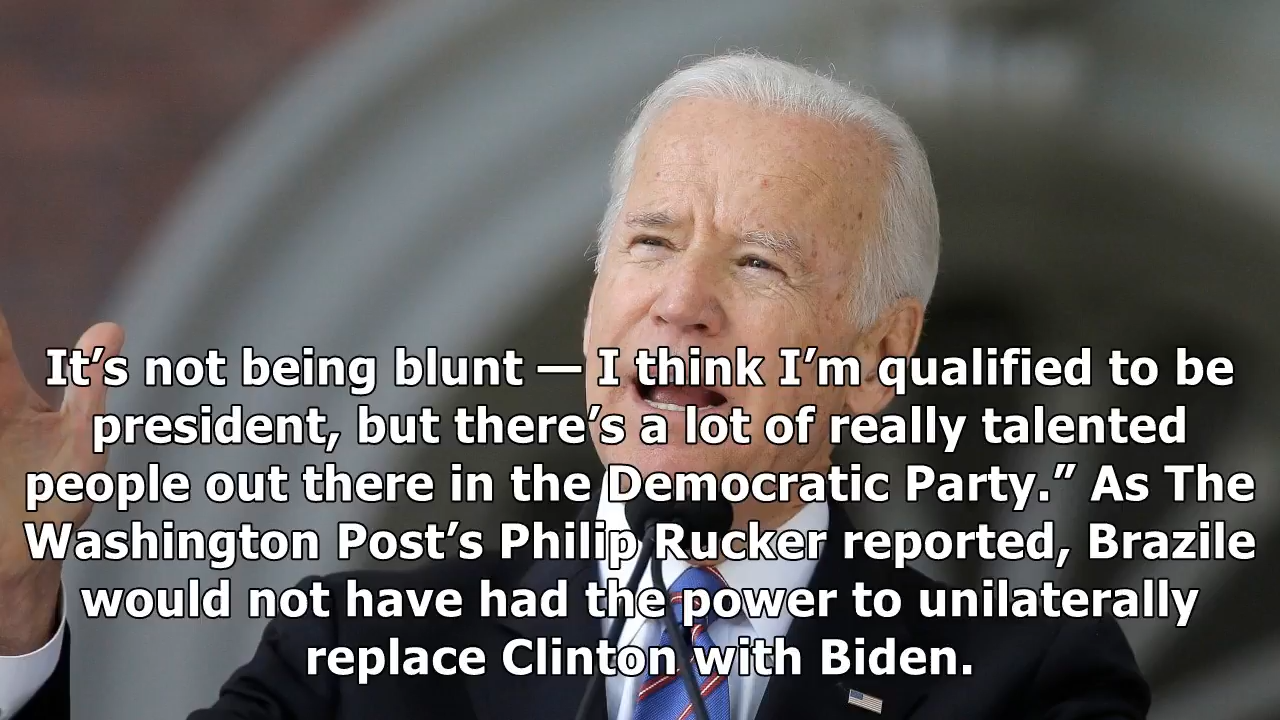 It’s not being blunt — I think I’m qualified to be
president, but there’s a lot of really talented
people out there in the Democratic Party.” As The
Washington Post’s Philip Rucker reported, Brazile
would not have had the power to unilaterally
replace Clinton with Biden.